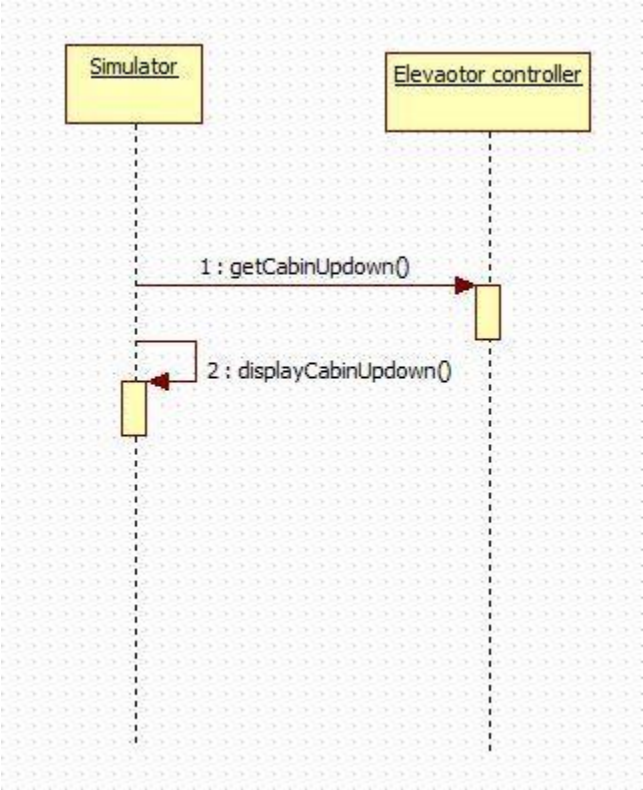 Simulator
Elevaotor controller
1 : getCabinUpdown()
2 : displayCabinUpdown()